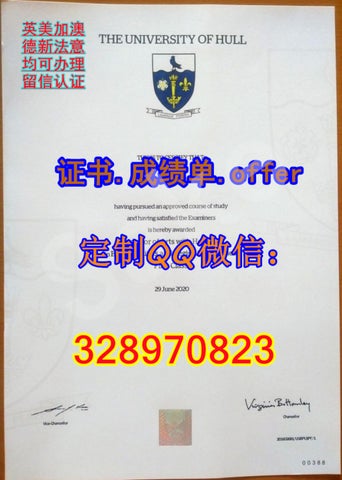 英美加澳
德新法意
均可办理
留信认证
THE UNIVERSITY OF HULL
证书.成绩单.offer
having pursued an approved course of study
and having satisfied the Examiners
is hereby awarded
定制QQ微信：
29 June 2020
328970823
Vice-Chancellor
Chancellor
00388